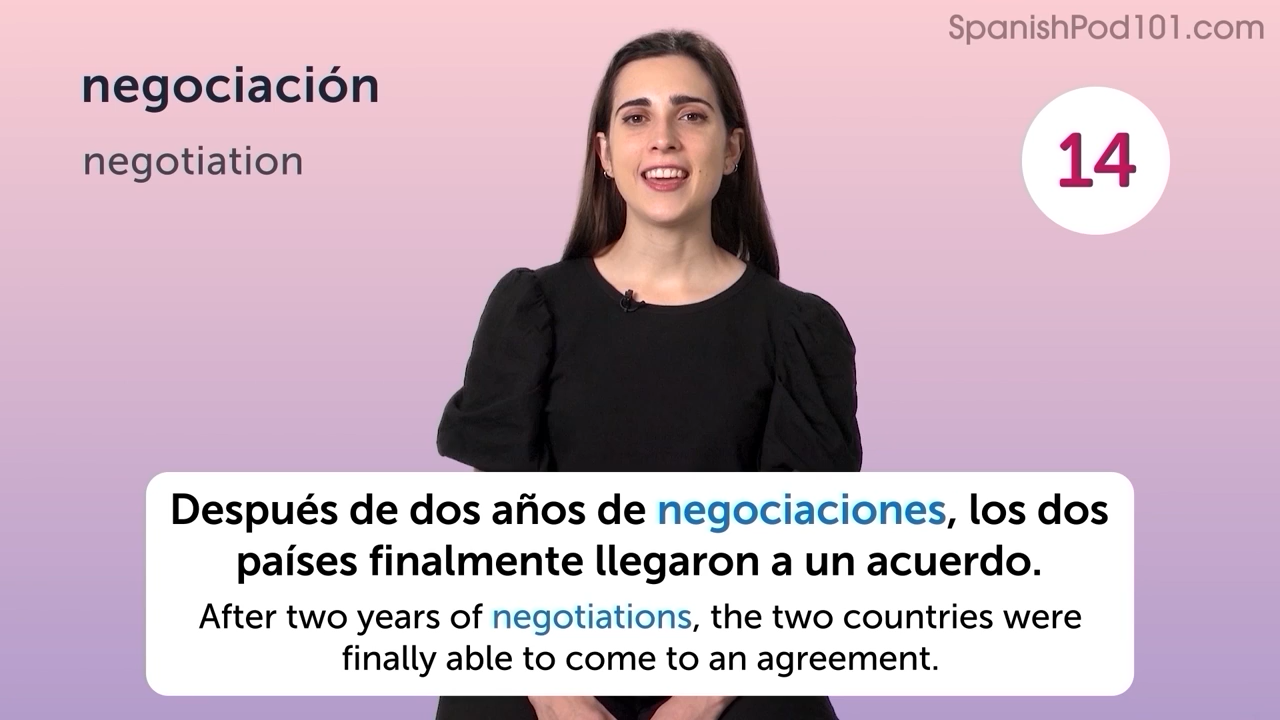 SpanishPod101.com
negociación
negotiation
14
Después de dos años de negociaciones, los dos
países finalmente llegaron a un acuerdo.
After two years of negotiations, the two countries were
finally able to come to an agreement.